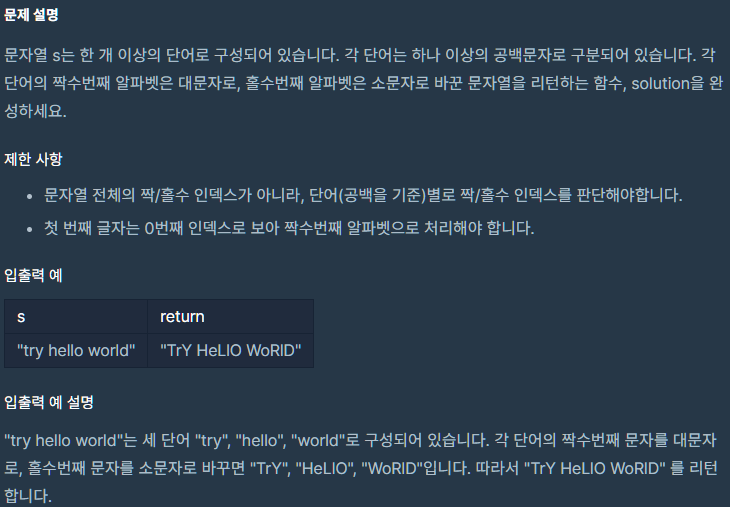 문제 설명
문자열 s는 한 개 이상의 단어로 구성되어 있습니다. 각 단어는 하나 이상의 공백문자로 구분되어 있습니다. 각
단어의 짝수번째 알파벳은 대문자로, 홀수번째 알파벳은 소문자로 바꾼 문자열을 리턴하는 함수, solution을 완
성하세요.
제한 사항
• 문자열 전체의 짝/홀수 인덱스가 아니라, 단어(공백을 기준)별로 짝/홀수 인덱스를 판단해야합니다.
• 첫 번째 글자는 0번째 인덱스로 보아 짝수번째 알파벳으로 처리해야 합니다.
입출력 예
s return
"try hello world" "TrY HeLlO WoRlD"
입출력 예 설명
"try hello world"는 세 단어 "try", "hello", "world"로 구성되어 있습니다. 각 단어의 짝수번째 문자를 대문자
로, 홀수번째 문자를 소문자로 바꾸면 "TrY", "HeLlO", "WoRlD"입니다. 따라서 "TrY HeLlO WoRlD" 를 리턴
합니다.